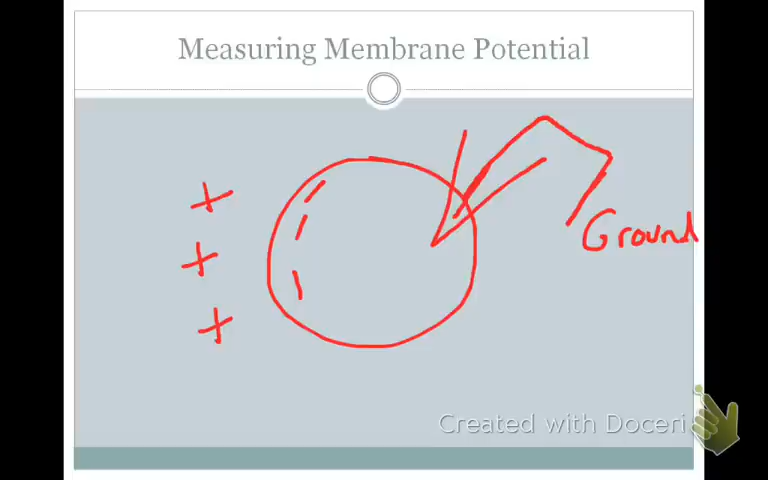 Measuring Membrane Potential
+
+
+
Ground
Created with Doceri